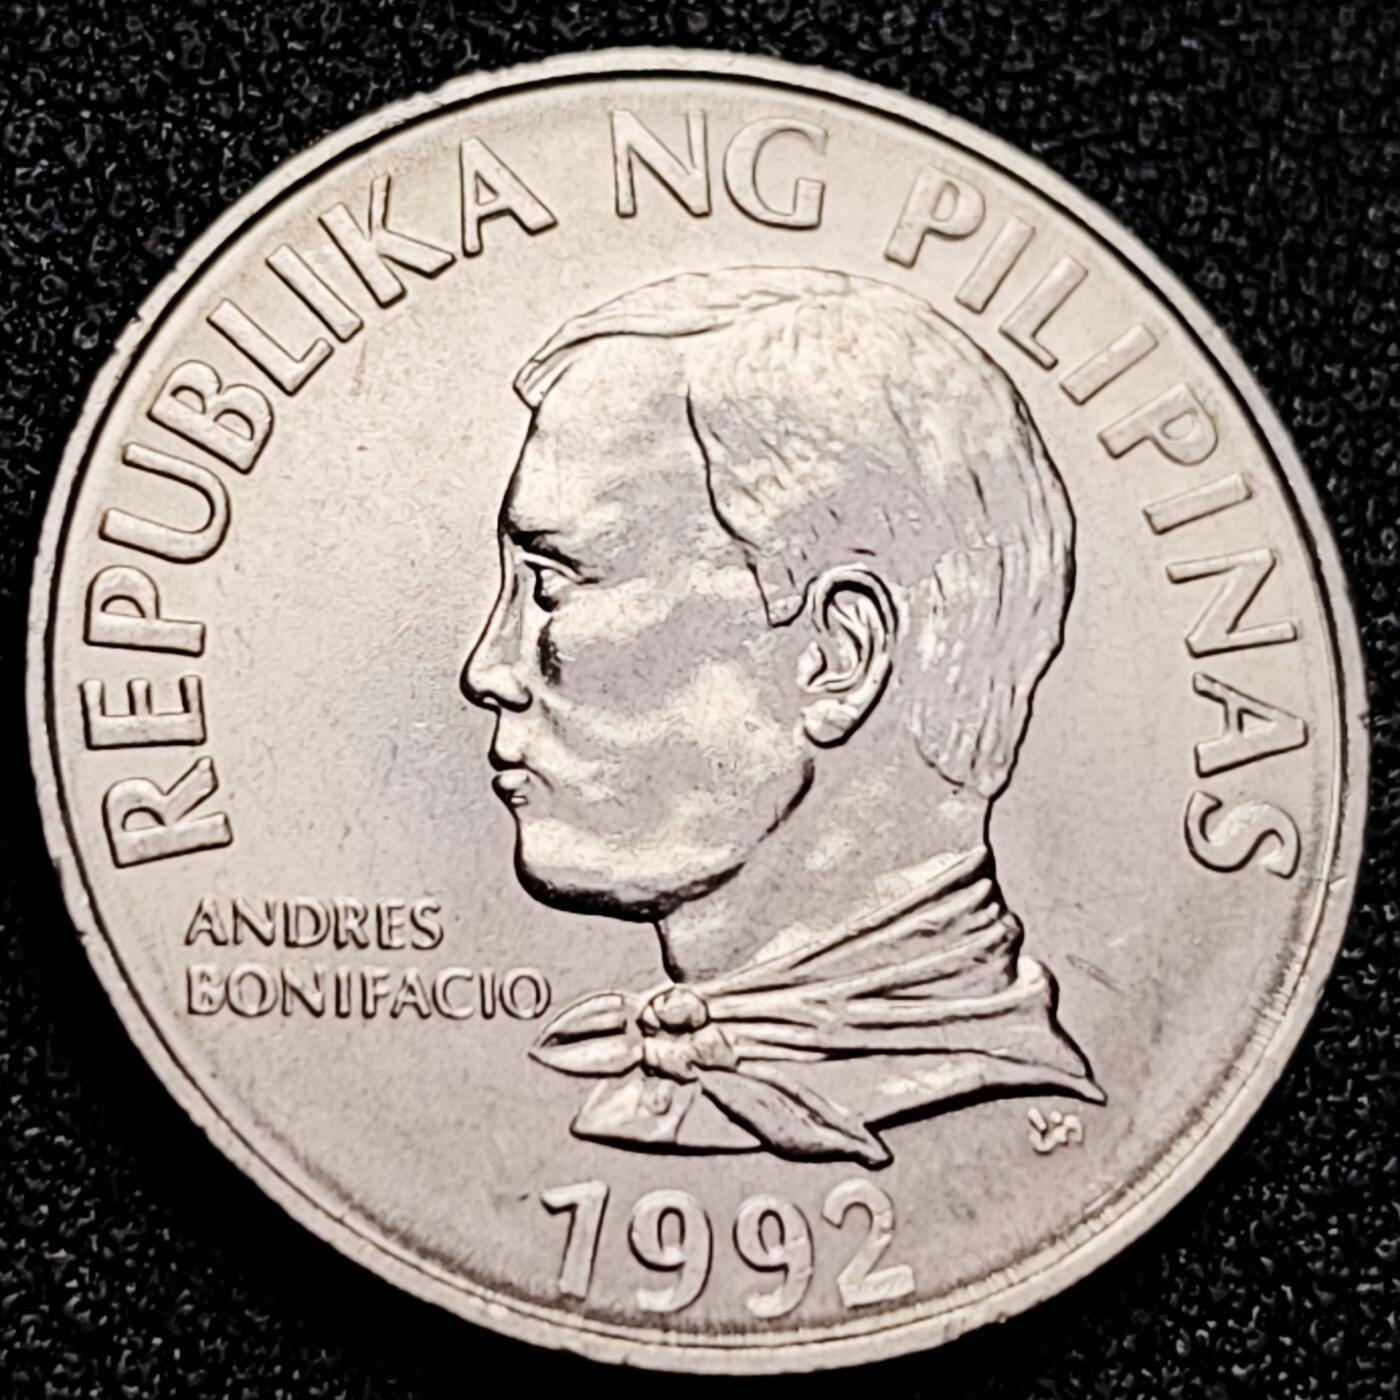 REPUBLIKA NG PILIPINAS
ANDRES
BONIFACIO
1992